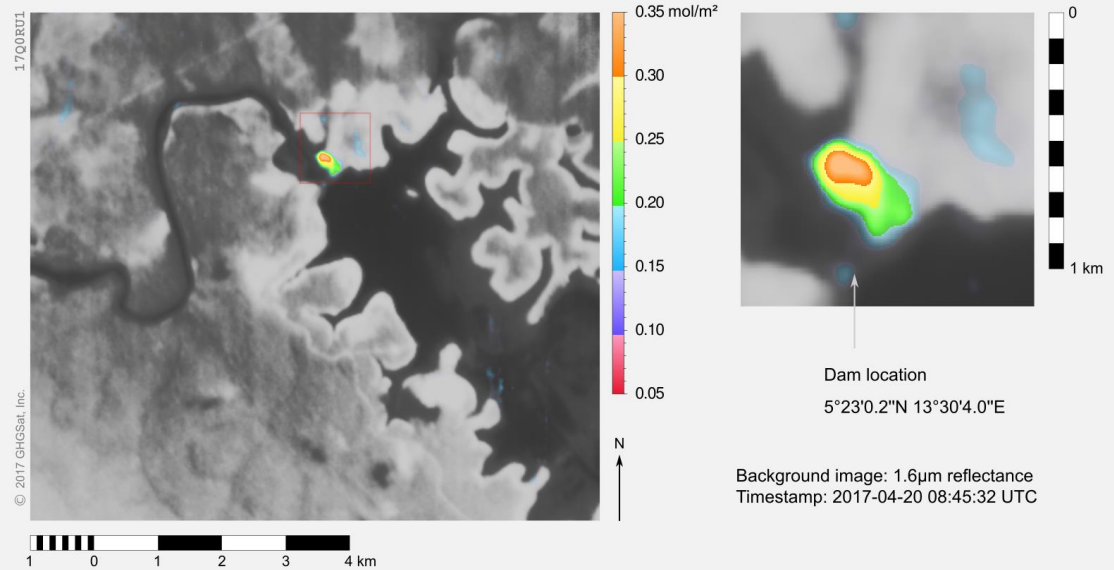 17Q0RU1
© 2017 GHGSat, Inc.
0.35 mol/m²
0.30
0.25
0.20
0.15
0.10
0.05
N
1 0 1 2 3 4 km
0
1 km
Dam location
5°23'0.2"N 13°30'4.0"E
Background image: 1.6µm reflectance
Timestamp: 2017-04-20 08:45:32 UTC